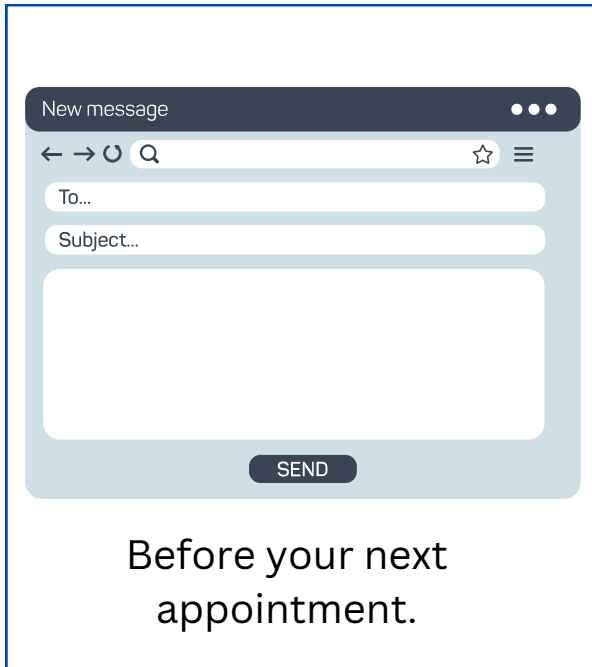 New message
To...
Subject...
SEND
Before your next
appointment.